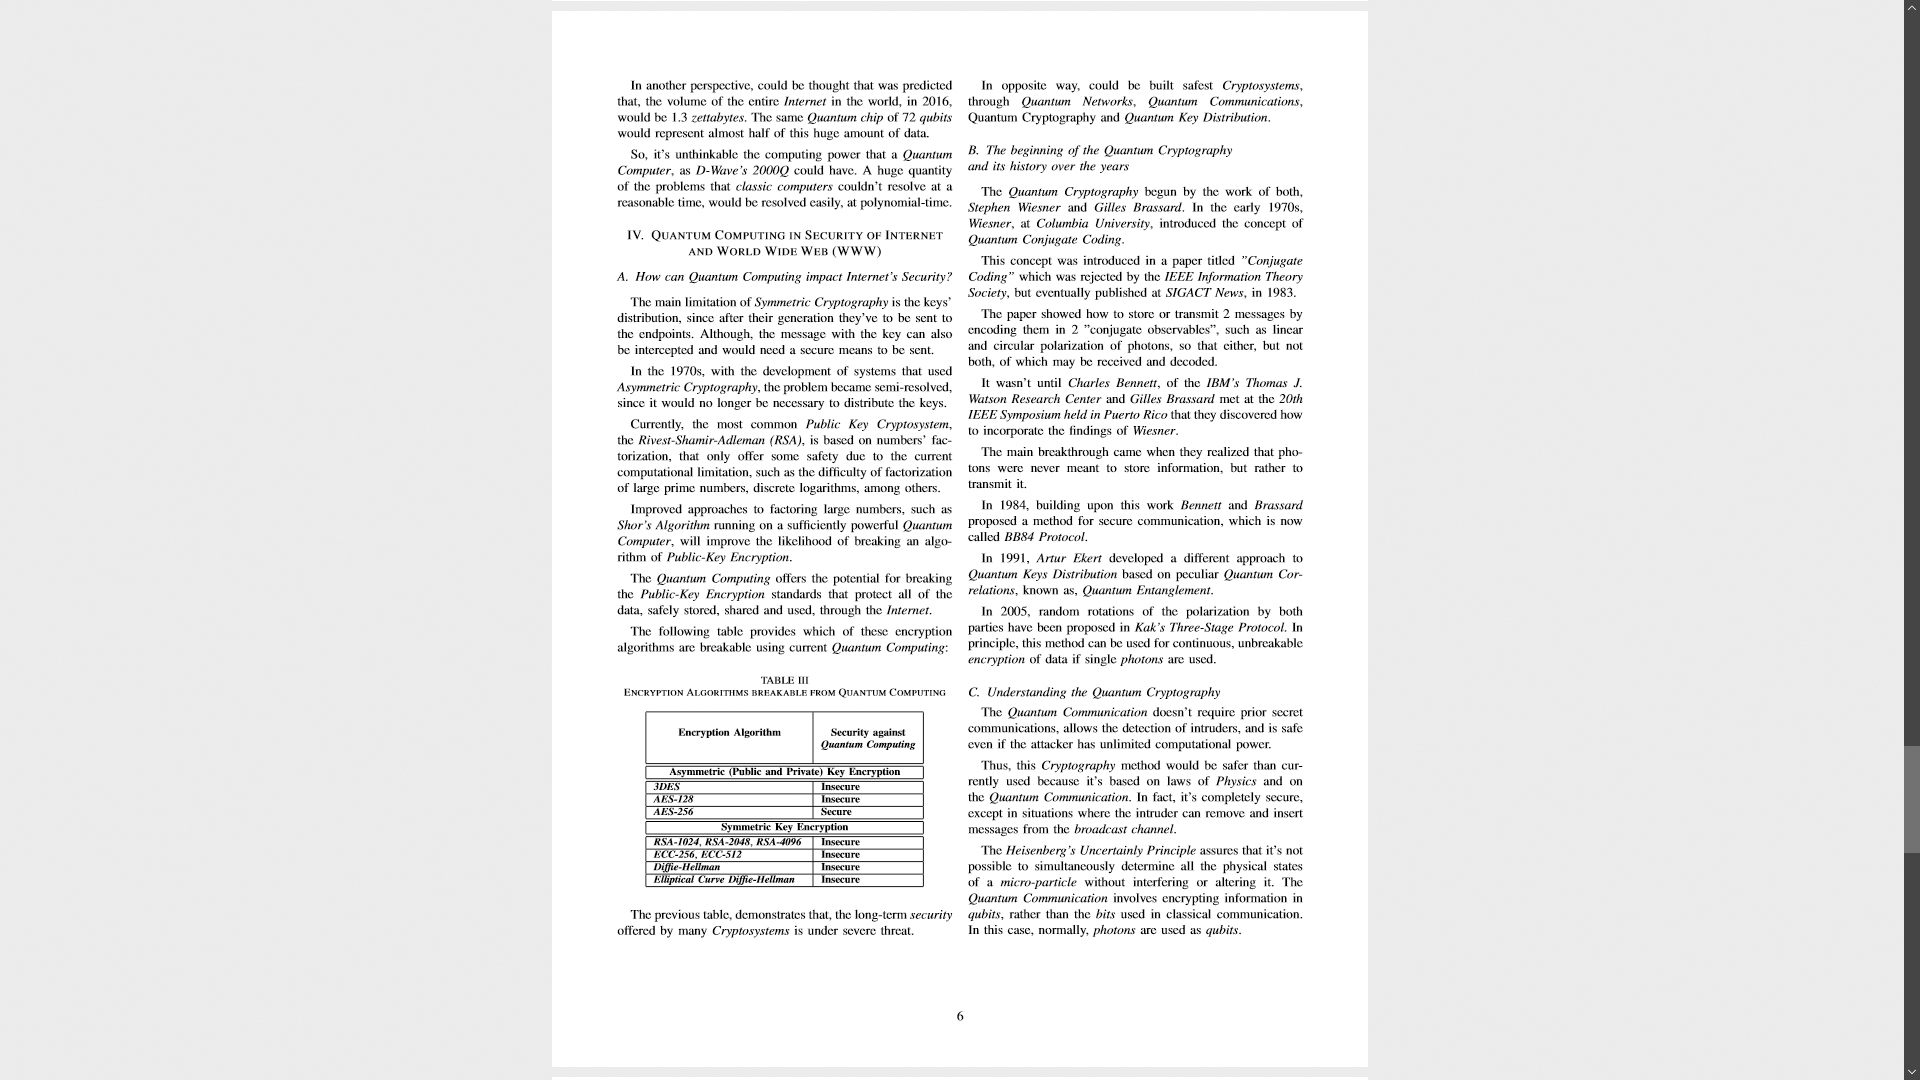 In another perspective, could be thought that was predicted
that, the volume of the entire Internet in the world, in 2016,
would be 1.3 zettabytes. The same Quantum chip of 72 qubits
would represent almost half of this huge amount of data.
So, it's unthinkable the computing power that a Quantum
Computer, as D-Wave's 2000Q could have. A huge quantity
of the problems that classic computers couldn't resolve at a
reasonable time, would be resolved easily, at polynomial-time.
IV. QUANTUM COMPUTING IN SECURITY OF INTERNET
AND WORLD WIDE WEB (WWW)
A. How can Quantum Computing impact Internet's Security?
The main limitation of Symmetric Cryptography is the keys'
distribution, since after their generation they've to be sent to
the endpoints. Although, the message with the key can also
be intercepted and would need a secure means to be sent.
In the 1970s, with the development of systems that used
Asymmetric Cryptography, the problem became semi-resolved,
since it would no longer be necessary to distribute the keys.
Currently, the most common Public Key Cryptosystem,
the Rivest-Shamir-Adleman (RSA), is based on numbers' fac-
torization, that only offer some safety due to the current
computational limitation, such as the difficulty of factorization
of large prime numbers, discrete logarithms, among others.
Improved approaches to factoring large numbers, such as
Shor's Algorithm running on a sufficiently powerful Quantum
Computer, will improve the likelihood of breaking an algo-
rithm of Public-Key Encryption.
The Quantum Computing offers the potential for breaking
the Public-Key Encryption standards that protect all of the
data, safely stored, shared and used, through the Internet.
The following table provides which of these encryption
algorithms are breakable using current Quantum Computing:
TABLE III
ENCRYPTION ALGORITHMS BREAKABLE FROM QUANTUM COMPUTING
Encryption Algorithm
Security against
Quantum Computing
Asymmetric (Public and Private) Key Encryption
3DES Insecure
AES-128 Insecure
AES-256 Secure
Symmetric Key Encryption
RSA-1024, RSA-2048, RSA-4096 Insecure
ECC-256, ECC-512 Insecure
Diffie-Hellman Insecure
Elliptical Curve Diffie-Hellman Insecure
The previous table, demonstrates that, the long-term security
offered by many Cryptosystems is under severe threat.
In opposite way, could be built safest Cryptosystems,
through Quantum Networks, Quantum Communications,
Quantum Cryptography and Quantum Key Distribution.
B. The beginning of the Quantum Cryptography
and its history over the years
The Quantum Cryptography begun by the work of both,
Stephen Wiesner and Gilles Brassard. In the early 1970s,
Wiesner, at Columbia University, introduced the concept of
Quantum Conjugate Coding.
This concept was introduced in a paper titled "Conjugate
Coding" which was rejected by the IEEE Information Theory
Society, but eventually published at SIGACT News, in 1983.
The paper showed how to store or transmit 2 messages by
encoding them in 2 "conjugate observables", such as linear
and circular polarization of photons, so that either, but not
both, of which may be received and decoded.
It wasn't until Charles Bennett, of the IBM's Thomas J.
Watson Research Center and Gilles Brassard met at the 20th
IEEE Symposium held in Puerto Rico that they discovered how
to incorporate the findings of Wiesner.
The main breakthrough came when they realized that pho-
tons were never meant to store information, but rather to
transmit it.
In 1984, building upon this work Bennett and Brassard
proposed a method for secure communication, which is now
called BB84 Protocol.
In 1991, Artur Ekert developed a different approach to
Quantum Keys Distribution based on peculiar Quantum Cor-
relations, known as, Quantum Entanglement.
In 2005, random rotations of the polarization by both
parties have been proposed in Kak's Three-Stage Protocol. In
principle, this method can be used for continuous, unbreakable
encryption of data if single photons are used.
C. Understanding the Quantum Cryptography
The Quantum Communication doesn't require prior secret
communications, allows the detection of intruders, and is safe
even if the attacker has unlimited computational power.
Thus, this Cryptography method would be safer than cur-
rently used because it's based on laws of Physics and on
the Quantum Communication. In fact, it's completely secure,
except in situations where the intruder can remove and insert
messages from the broadcast channel.
The Heisenberg's Uncertainly Principle assures that it's not
possible to simultaneously determine all the physical states
of a micro-particle without interfering or altering it. The
Quantum Communication involves encrypting information in
qubits, rather than the bits used in classical communication.
In this case, normally, photons are used as qubits.
6